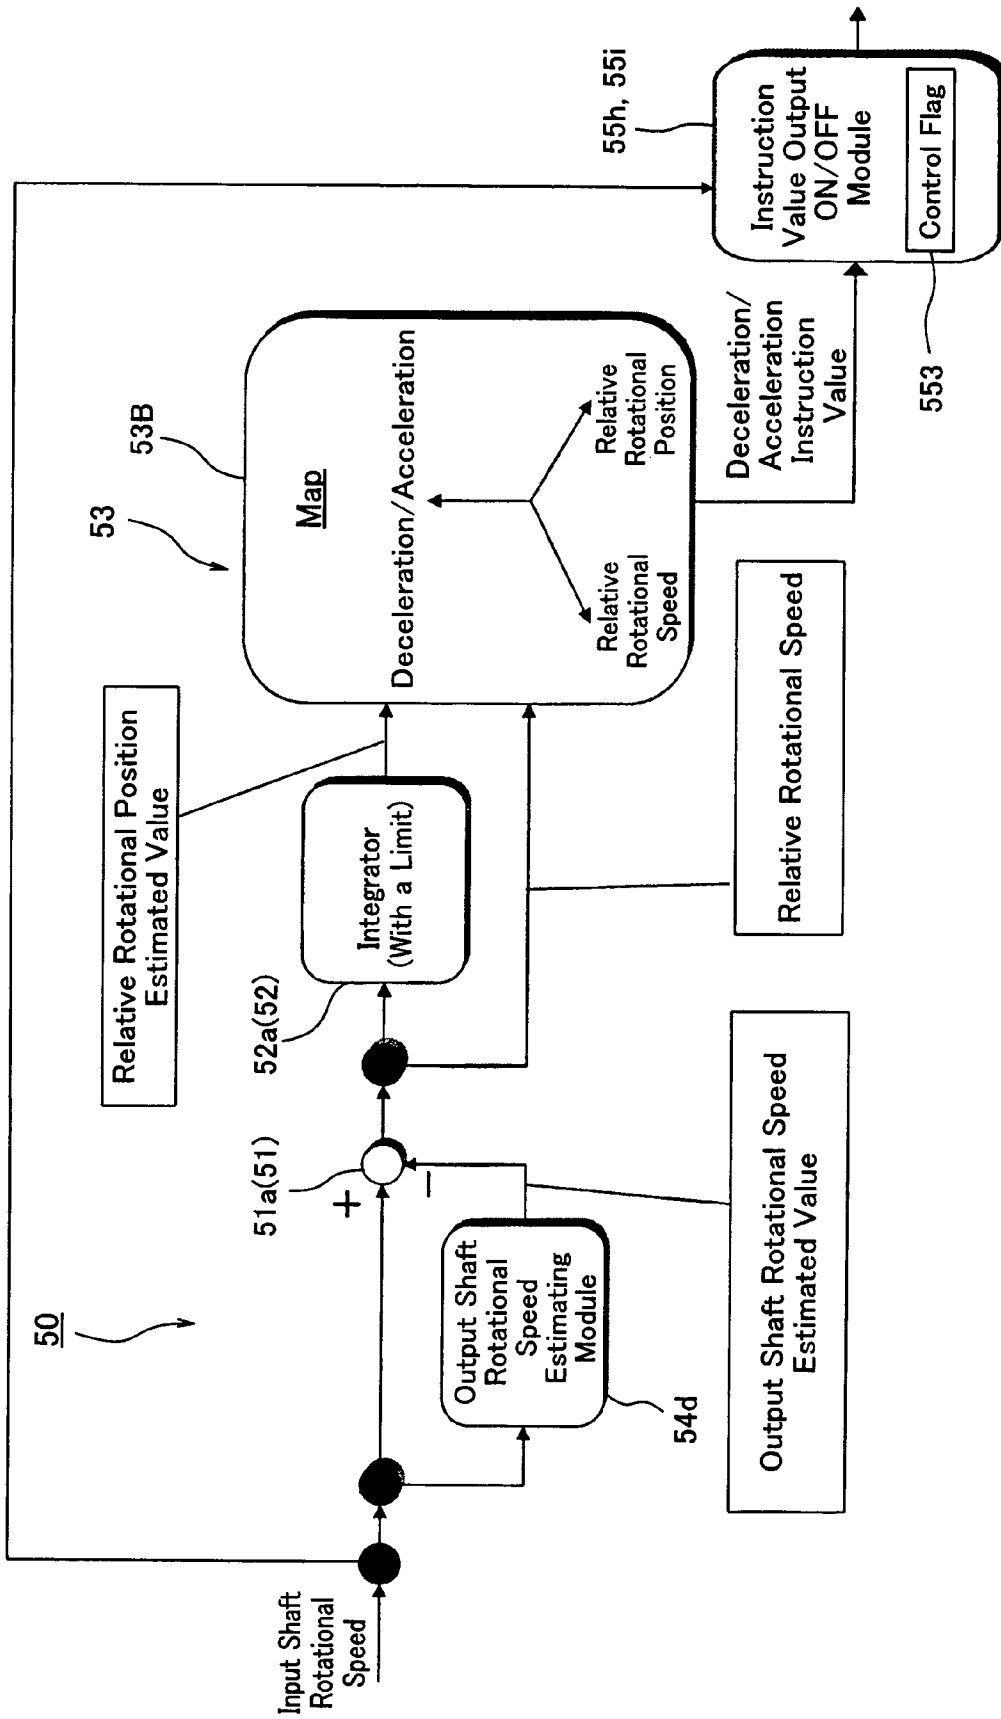 50
Input Shaft
Rotational
Speed
Output Shaft
Rotational
Speed
Estimating
Module
54d
51a(51)
+
−
Output Shaft Rotational Speed
Estimated Value
52a(52)
Integrator
(With a Limit)
Relative Rotational Position
Estimated Value
Relative Rotational Speed
53
53B
Map
Deceleration/Acceleration
Relative
Rotational
Speed
Relative
Rotational
Position
Deceleration/
Acceleration
Instruction
Value
55h, 55i
Instruction
Value Output
ON/OFF
Module
Control Flag
553